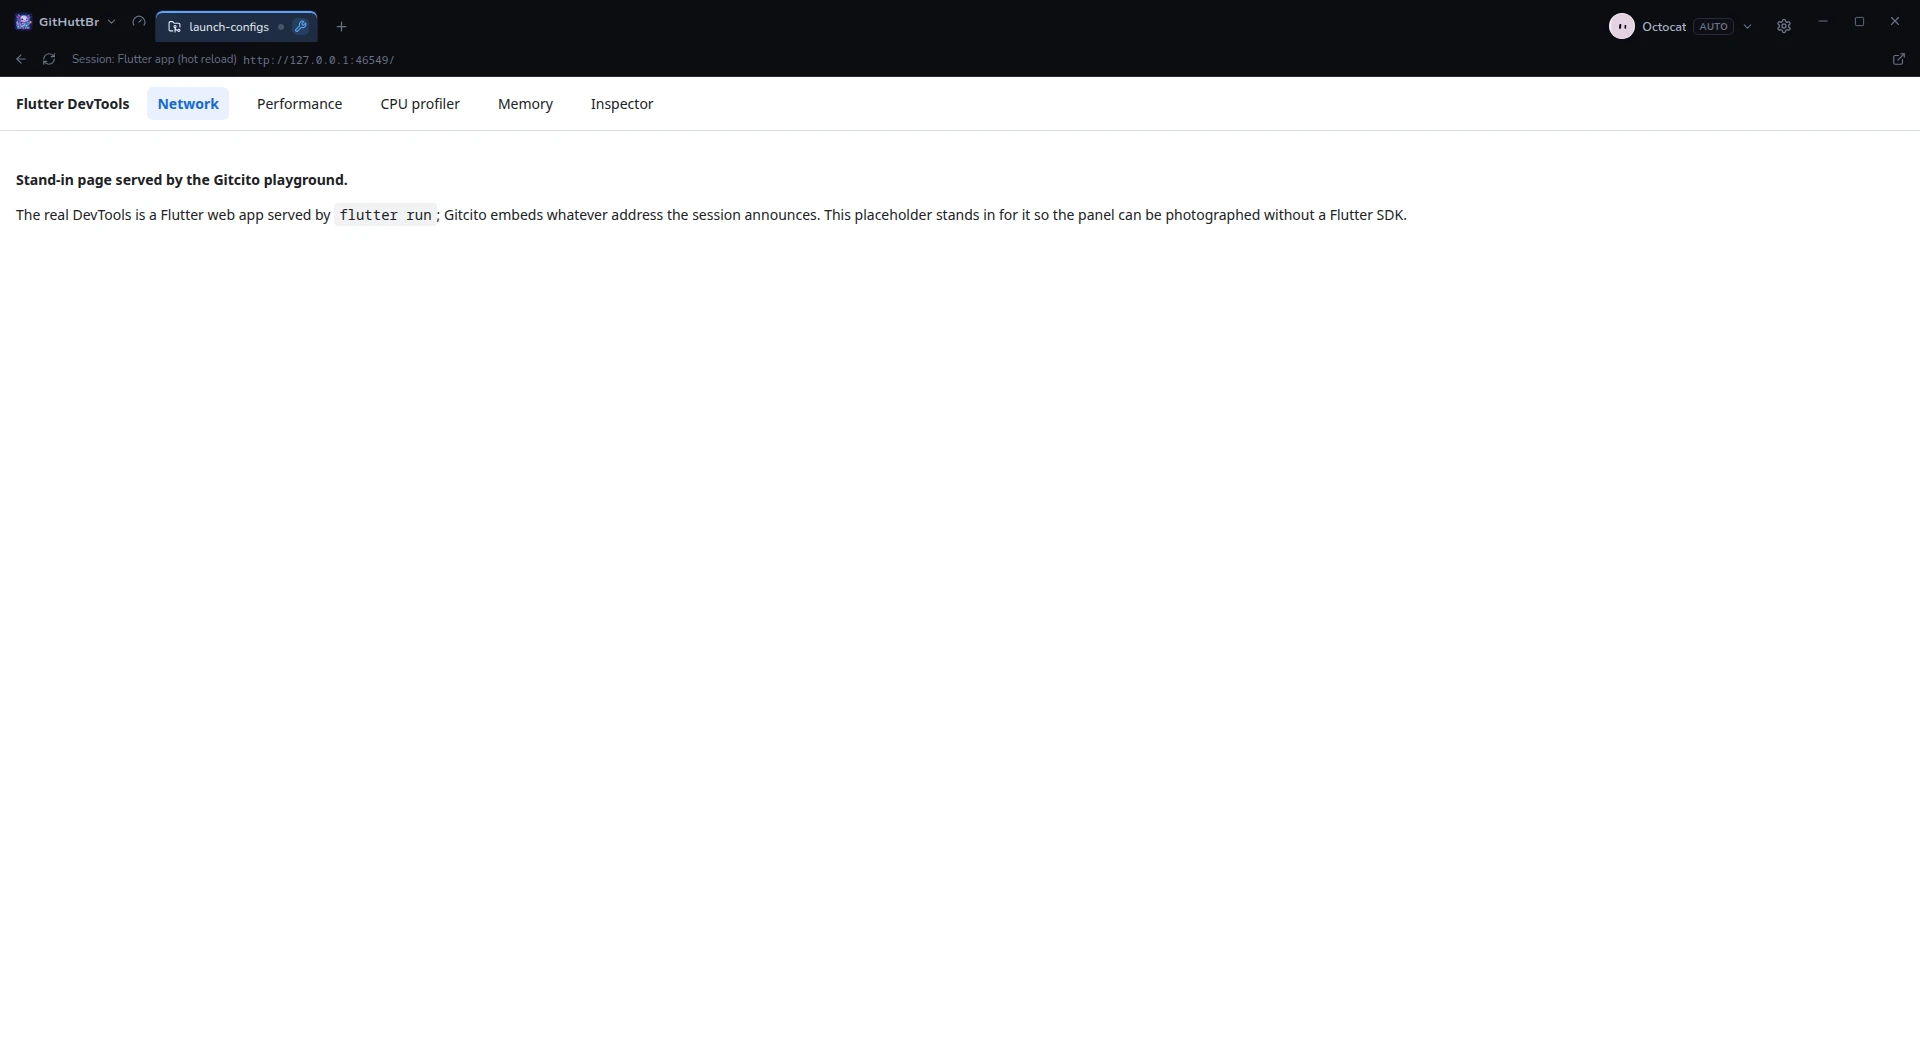 GitHuttBr
launch-configs
Octocat AUTO
Session: Flutter app (hot reload) http://127.0.0.1:46549/
Flutter DevTools Network Performance CPU profiler Memory Inspector
Stand-in page served by the Gitcito playground.
The real DevTools is a Flutter web app served by flutter run; Gitcito embeds whatever address the session announces. This placeholder stands in for it so the panel can be photographed without a Flutter SDK.